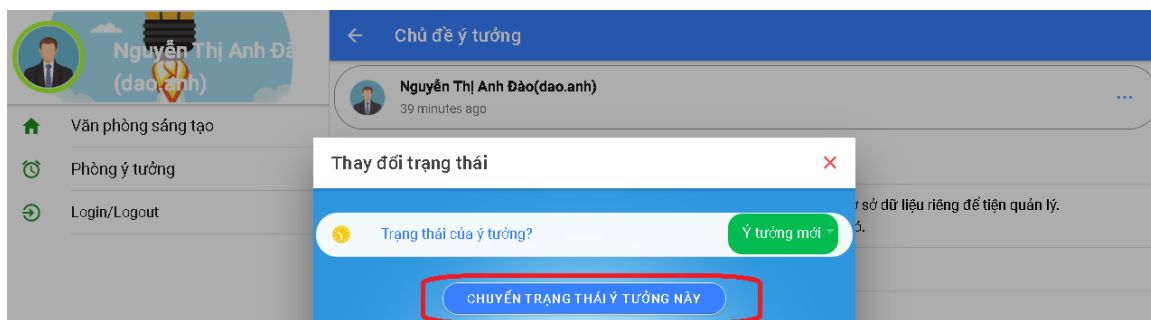 Nguyễn Thị Anh Đà
(dao.anh)
Văn phòng sáng tạo
Phòng ý tưởng
Login/Logout
Chủ đề ý tưởng
Nguyễn Thị Anh Đào(dao.anh)
39 minutes ago
sở dữ liệu riêng để tiện quản lý.
Thay đổi trạng thái
Trạng thái của ý tưởng?
Ý tưởng mới
CHUYỂN TRẠNG THÁI Ý TƯỞNG NÀY